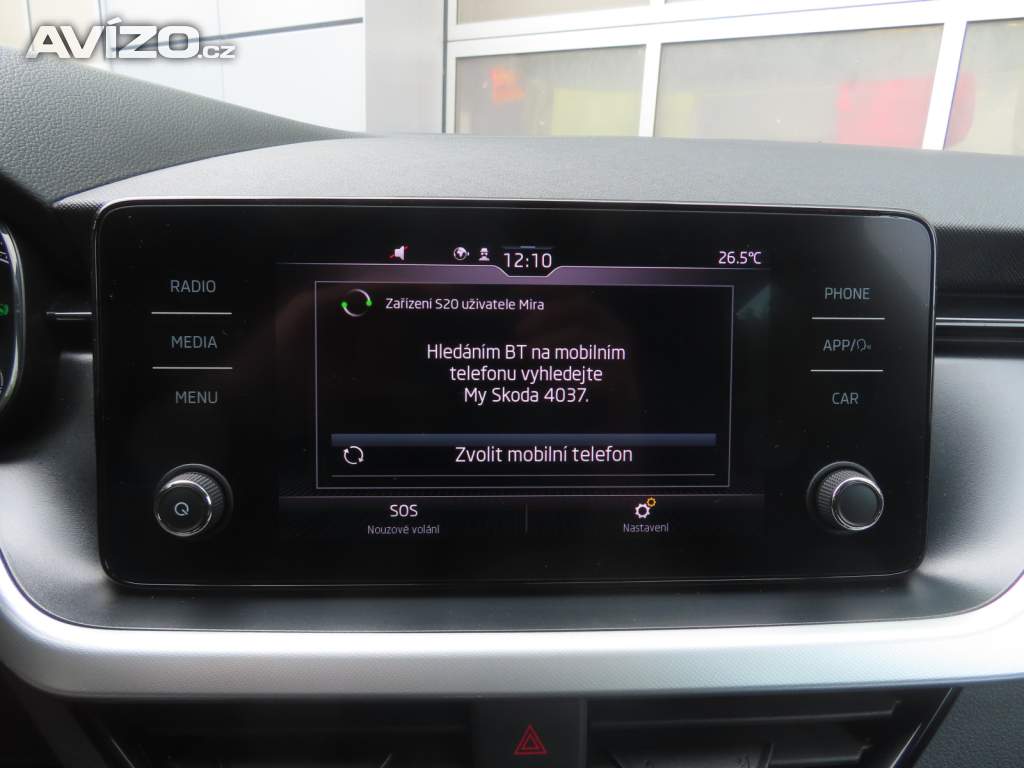 AVÍZO.cz
12:10
26.5°C
RADIO
MEDIA
MENU
Zařízení S20 uživatele Mira
Hledáním BT na mobilním
telefonu vyhledejte
My Skoda 4037.
Zvolit mobilní telefon
SOS
Nouzové volání
Nastavení
PHONE
APP/
CAR